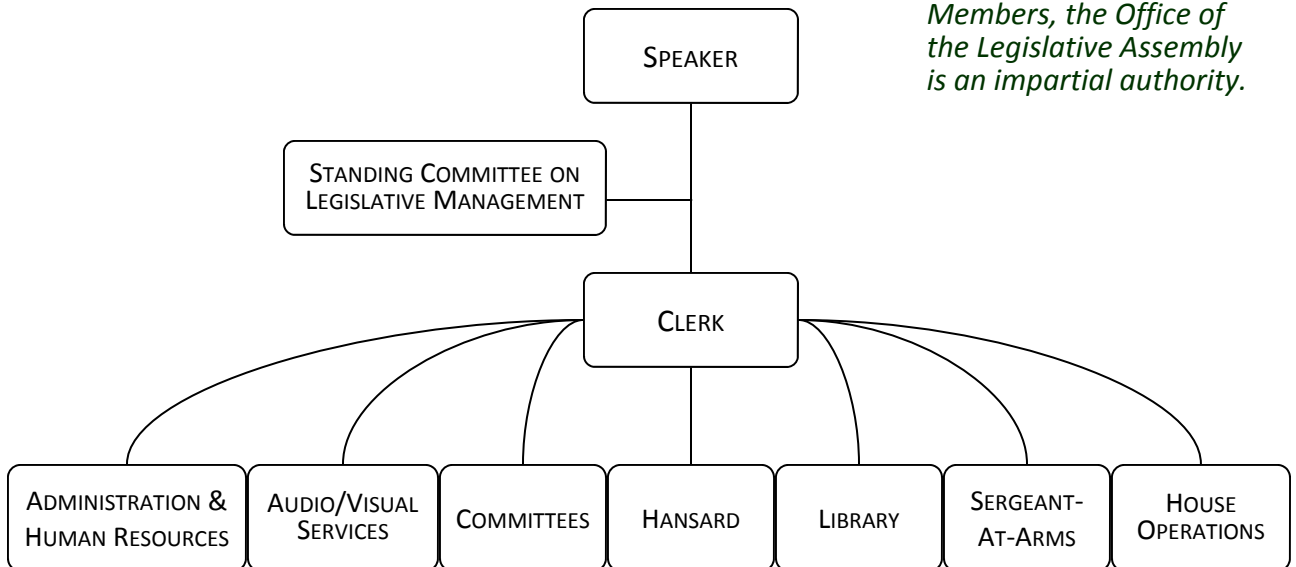 Members, the Office of
the Legislative Assembly
is an impartial authority.
SPEAKER
STANDING COMMITTEE ON
LEGISLATIVE MANAGEMENT
CLERK
ADMINISTRATION &
HUMAN RESOURCES
AUDIO/VISUAL
SERVICES
COMMITTEES
HANSARD
LIBRARY
SERGEANT-
AT-ARMS
HOUSE
OPERATIONS